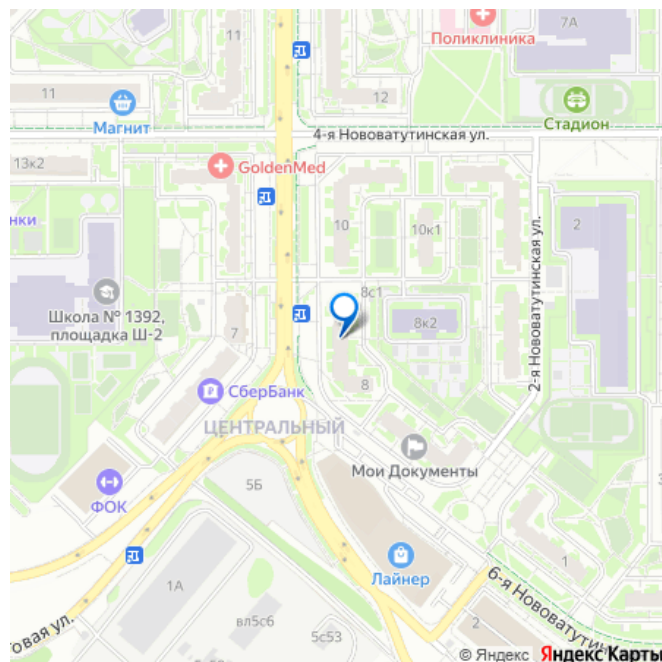 7А
Поликлиника
11
11
12
Магнит
Стадион
4-я Нововатутинская ул.
13к2
GoldenMed
10
10к1
2
нки
2-я Нововатутинская ул.
8с1
Школа № 1392,
площадка Ш-2
7
8к2
8
СберБанк
ЦЕНТРАЛЬНЫЙ
Мои Документы
5Б
ФОК
Лайнер
1
1А
6-я Нововатутинск
вл5с6
5с53
2
товая ул.
© Яндекс Яндекс Карты